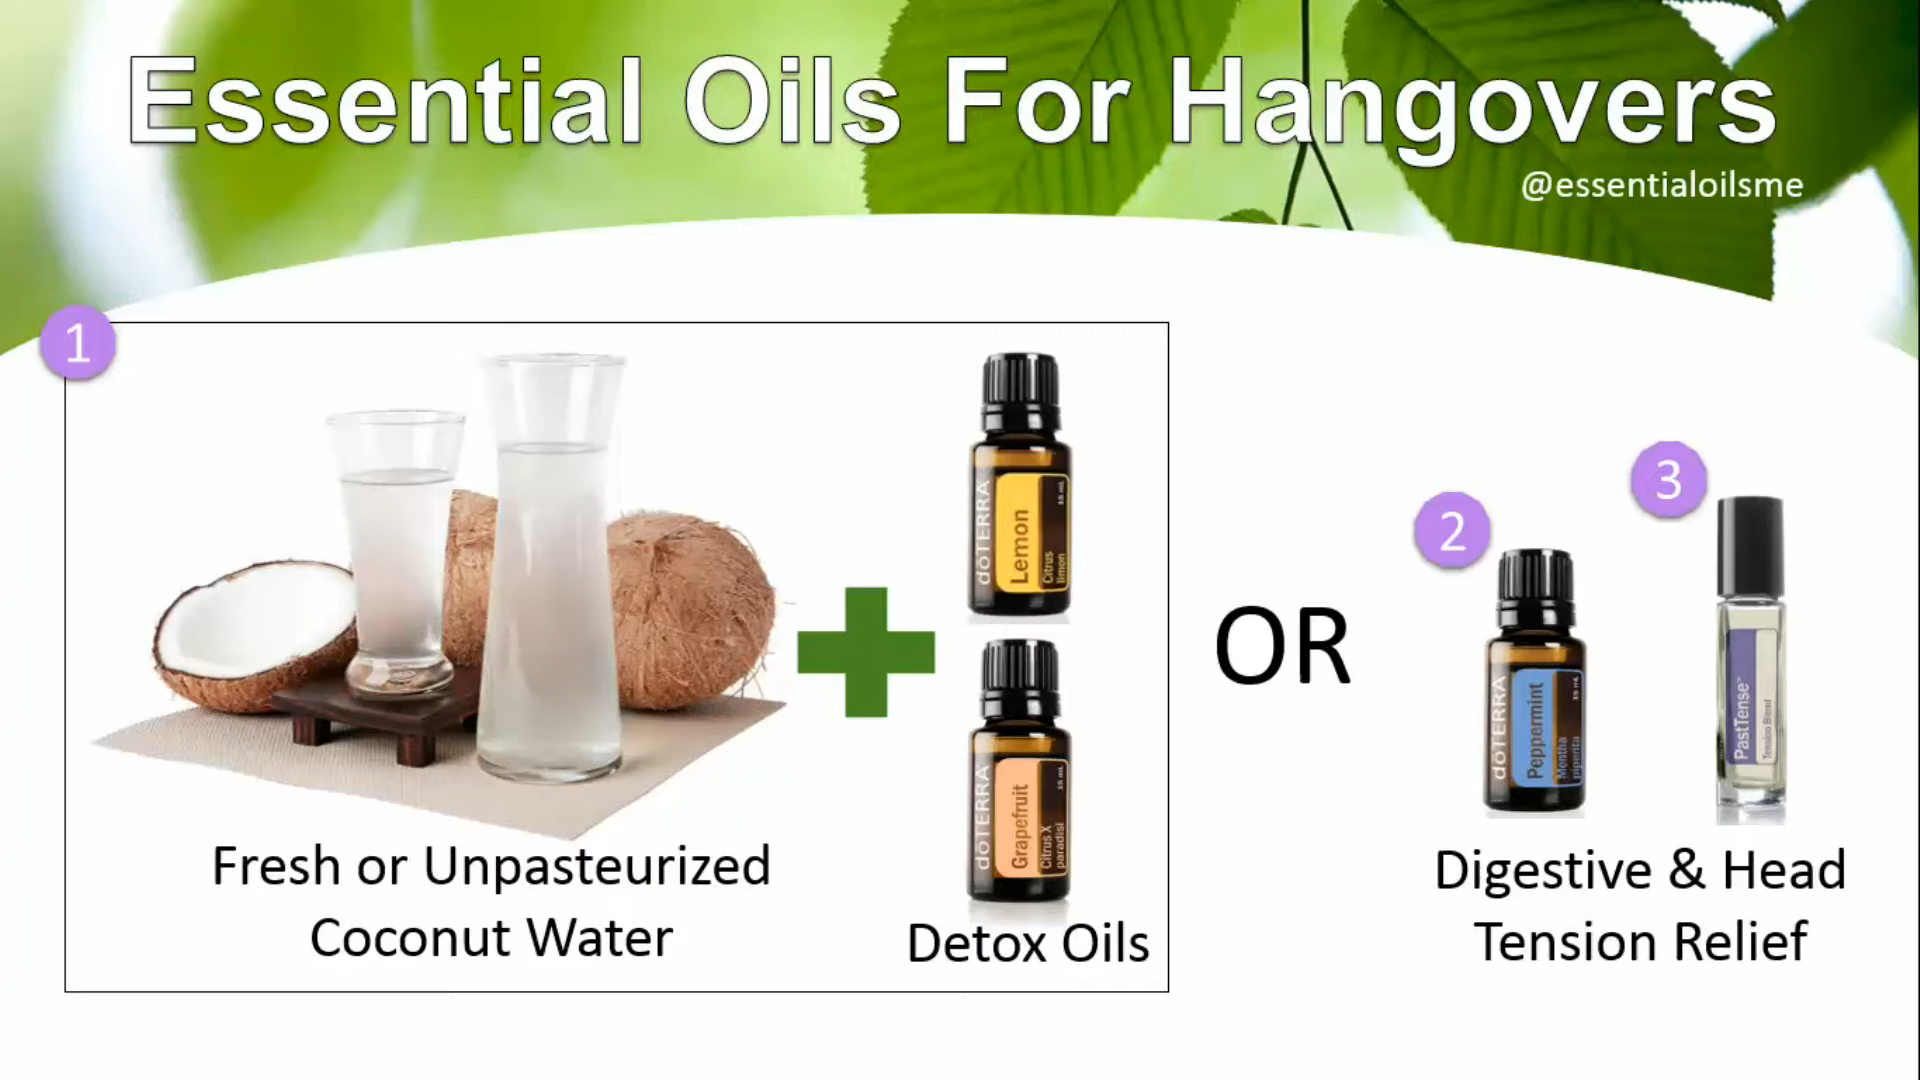 Essential Oils For Hangovers
@essentialoilsme
1
dōTERRA
Lemon
Citrus
limon
15 mL
dōTERRA
Grapefruit
Citrus X
paradisi
15 mL
Fresh or Unpasteurized
Coconut Water
Detox Oils
OR
2
dōTERRA
Peppermint
Mentha
piperita
15 mL
3
PastTense™
Tension Blend
Digestive & Head
Tension Relief